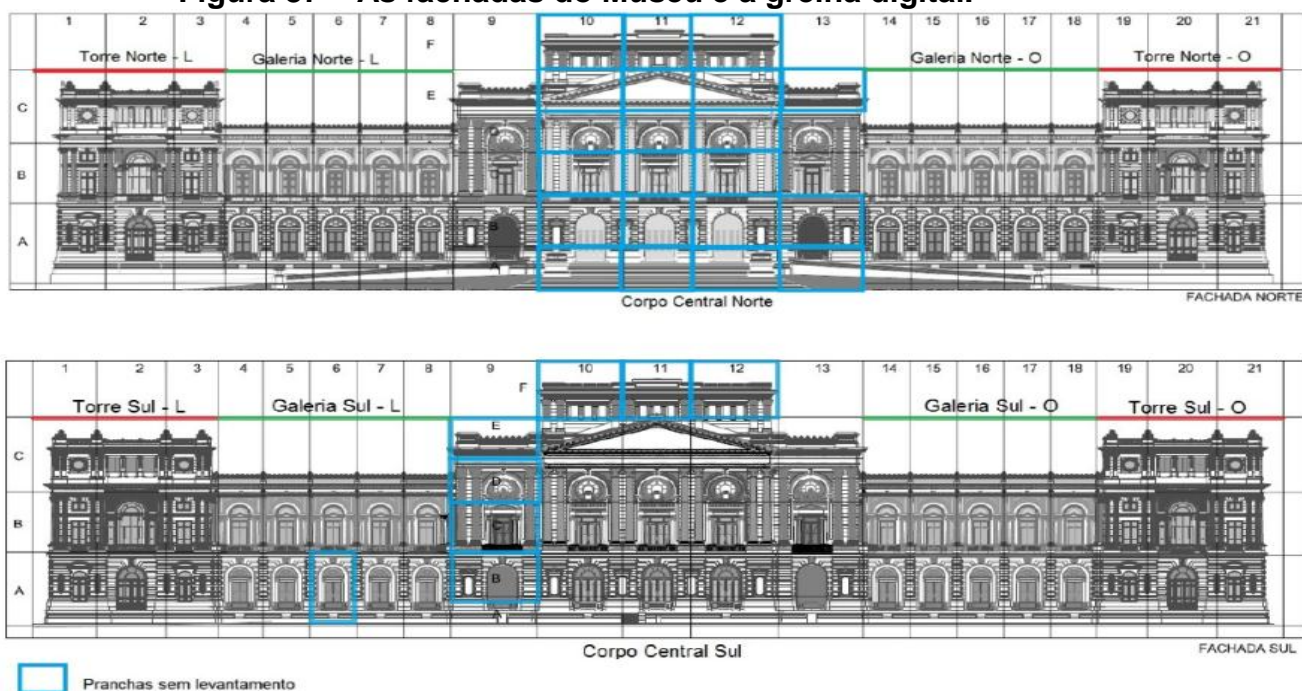 Figura – As fachadas do Museu e a grelha digital.
1 2 3 4 5 6 7 8 9 10 11 12 13 14 15 16 17 18 19 20 21
F
Torre Norte - L Galeria Norte - L Galeria Norte - O Torre Norte - O
E
C
D
B
C
A
B
A
Corpo Central Norte
FACHADA NORTE
1 2 3 4 5 6 7 8 9 10 11 12 13 14 15 16 17 18 19 20 21
F
Torre Sul - L Galeria Sul - L Galeria Sul - O Torre Sul - O
E
C
D
B
C
A
B
A
Corpo Central Sul
FACHADA SUL
Pranchas sem levantamento